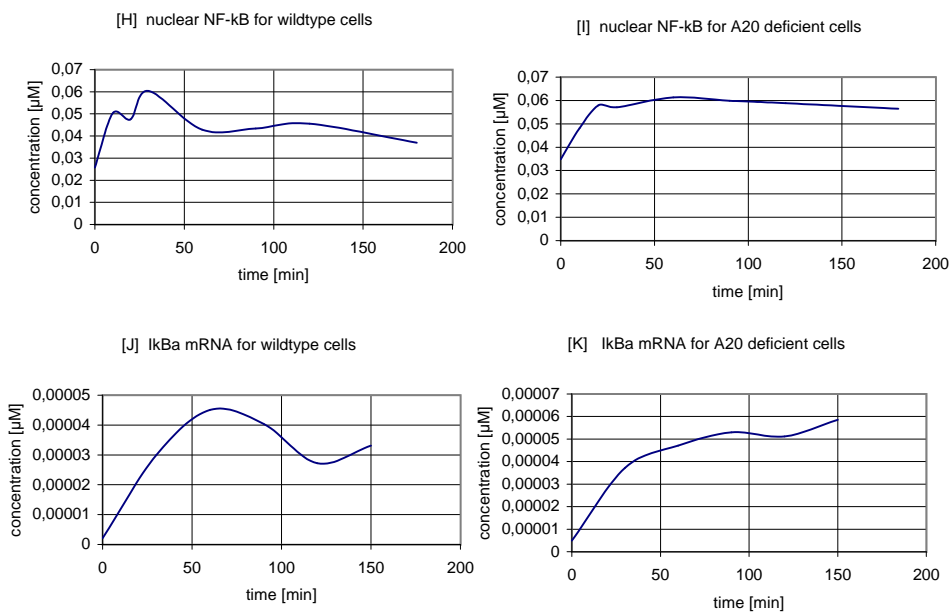 [H] nuclear NF-kB for wildtype cells
0,07
0,06
0,05
0,04
0,03
0,02
0,01
0
concentration [µM]
0 50 100 150 200
time [min]
[I] nuclear NF-kB for A20 deficient cells
0,07
0,06
0,05
0,04
0,03
0,02
0,01
0
concentration [µM]
0 50 100 150 200
time [min]
[J] IkBa mRNA for wildtype cells
0,00005
0,00004
0,00003
0,00002
0,00001
0
concentration [µM]
0 50 100 150 200
time [min]
[K] IkBa mRNA for A20 deficient cells
0,00007
0,00006
0,00005
0,00004
0,00003
0,00002
0,00001
0
concentration [µM]
0 50 100 150 200
time [min]